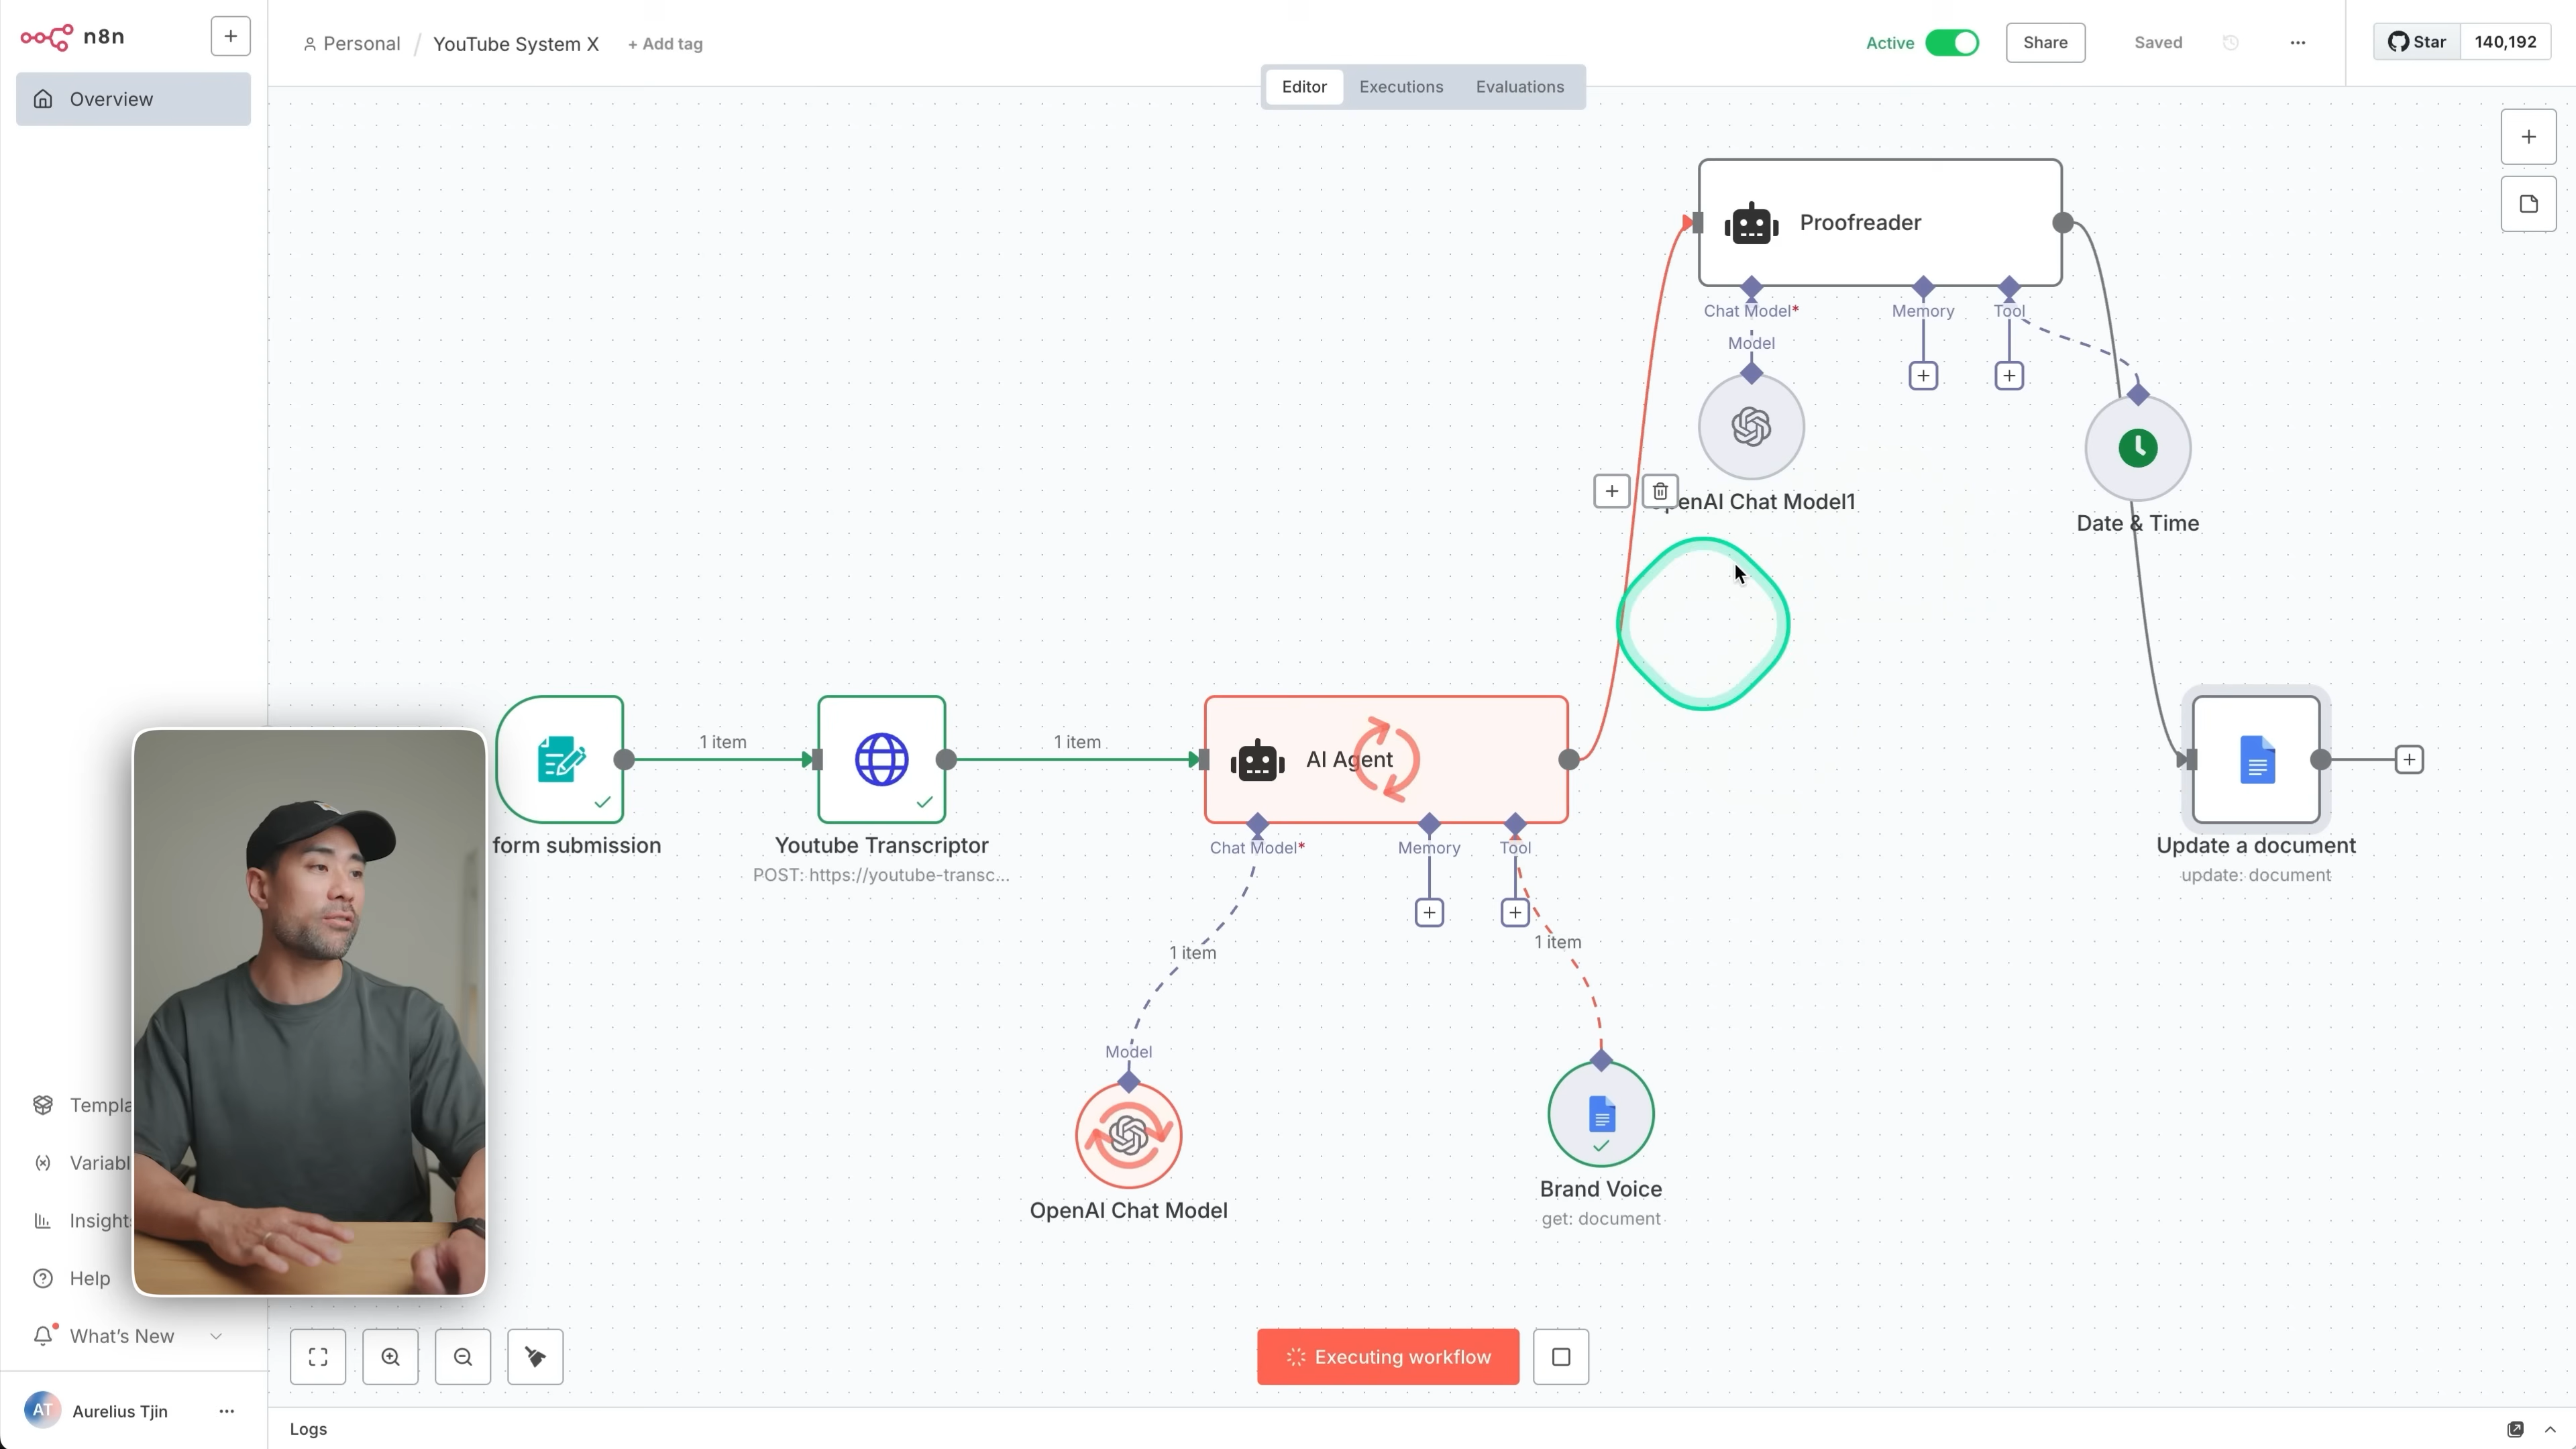 n8n
Personal / YouTube System X + Add tag
Active
Share
Saved
Star 140,192
Overview
Editor Executions Evaluations
Proofreader
Chat Model* Memory Tool
Model
enAI Chat Model1
Date & Time
1 item
1 item
AI Agent
form submission
Youtube Transcriptor
POST: https://youtube-transc...
Chat Model* Memory Tool
Update a document
update: document
1 item
1 item
Model
OpenAI Chat Model
Brand Voice
get: document
Templa
Variabl
Insight
Help
What's New
Executing workflow
AT Aurelius Tjin
Logs